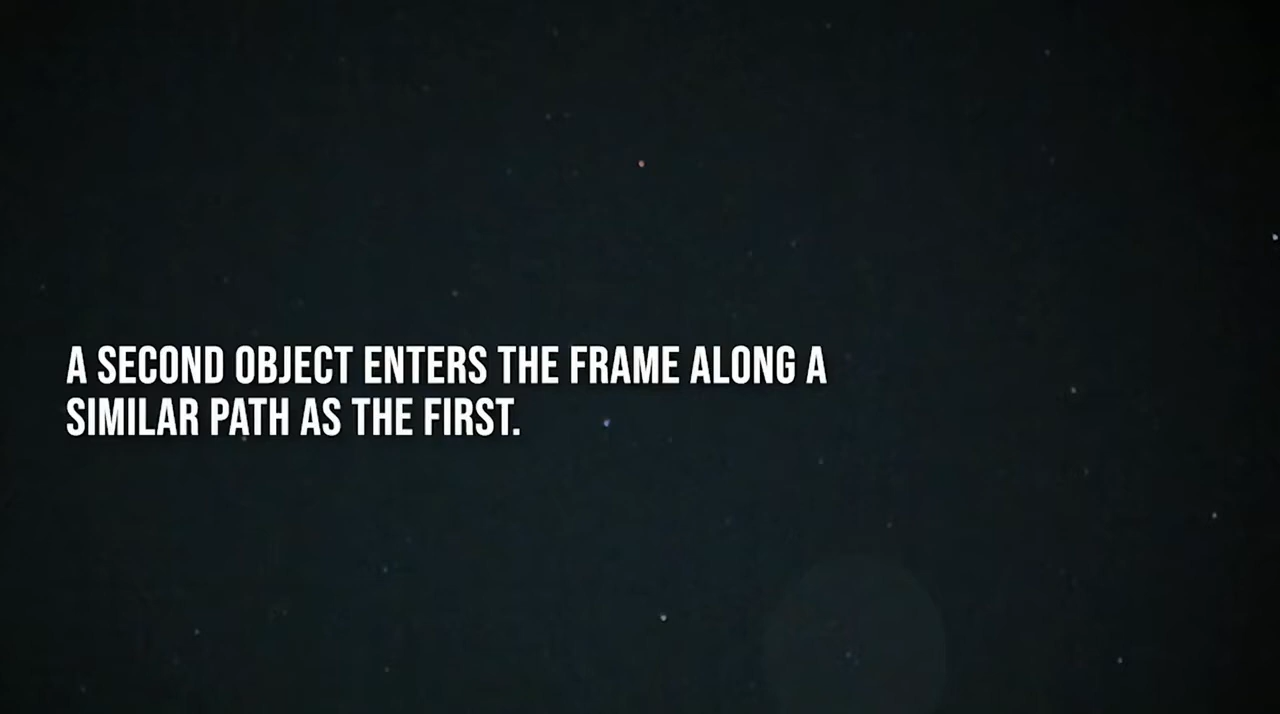 A SECOND OBJECT ENTERS THE FRAME ALONG A
SIMILAR PATH AS THE FIRST.